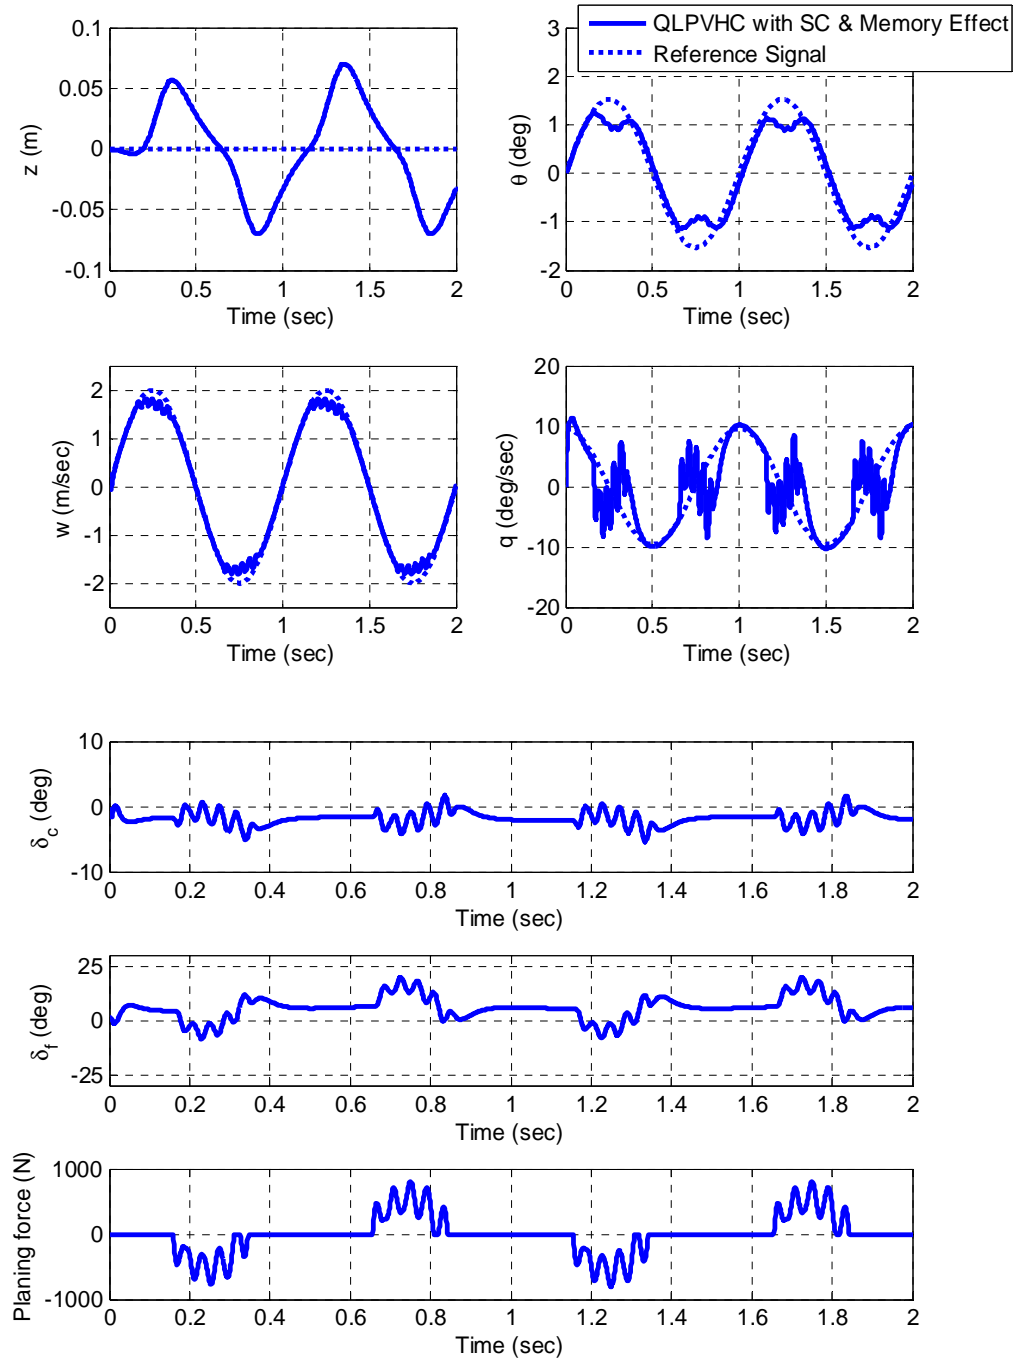 QLPVHC with SC & Memory Effect
Reference Signal
0.1
0.05
0
-0.05
-0.1
z (m)
0 0.5 1 1.5 2
Time (sec)
3
2
1
0
-1
-2
θ (deg)
0 0.5 1 1.5 2
Time (sec)
2
1
0
-1
-2
w (m/sec)
0 0.5 1 1.5 2
Time (sec)
20
10
0
-10
-20
q (deg/sec)
0 0.5 1 1.5 2
Time (sec)
10
0
-10
δc (deg)
0 0.2 0.4 0.6 0.8 1 1.2 1.4 1.6 1.8 2
Time (sec)
25
0
-25
δf (deg)
0 0.2 0.4 0.6 0.8 1 1.2 1.4 1.6 1.8 2
Time (sec)
1000
0
-1000
Planing force (N)
0 0.2 0.4 0.6 0.8 1 1.2 1.4 1.6 1.8 2
Time (sec)